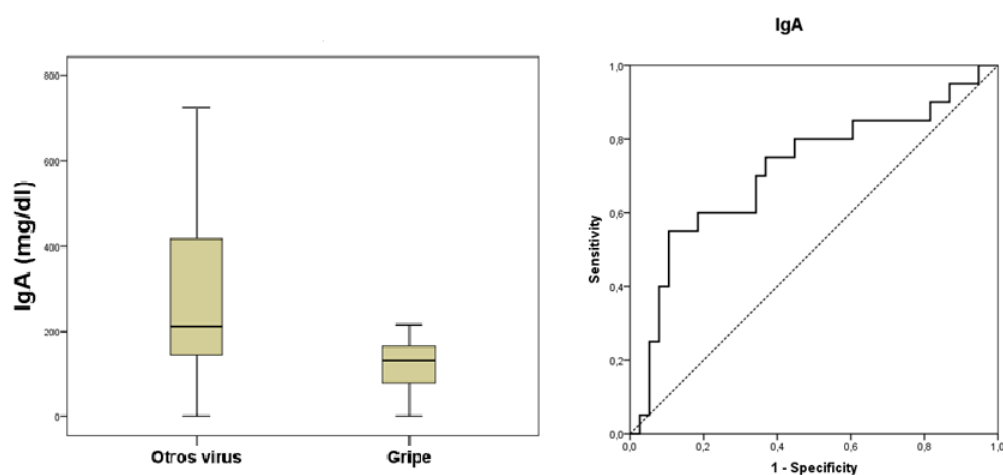 IgA (mg/dl)
800
600
400
200
0
Otros virus
Gripe
IgA
Sensitivity
1,0
0,8
0,6
0,4
0,2
0,0
0,0 0,2 0,4 0,6 0,8 1,0
1 - Specificity